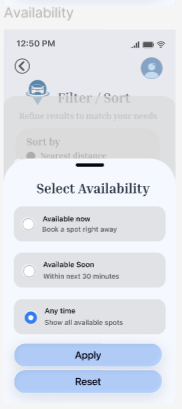 Availability
12:50 PM
Filter / Sort
Refine results to match your needs
Sort by
Nearest distance
Select Availability
Available now
Book a spot right away
Available Soon
Within next 30 minutes
Any time
Show all available spots
Apply
Reset